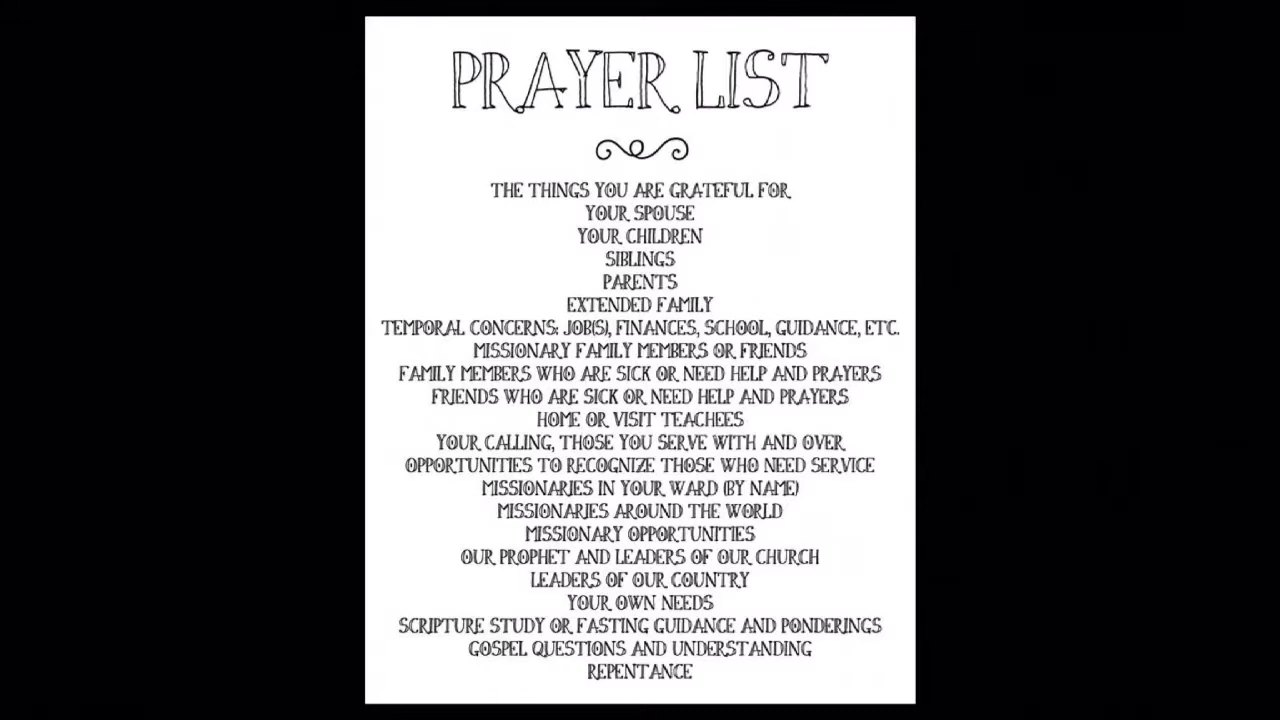 PRAYER LIST
THE THINGS YOU ARE GRATEFUL FOR
YOUR SPOUSE
YOUR CHILDREN
SIBLINGS
PARENTS
EXTENDED FAMILY
TEMPORAL CONCERNS: JOB(S), FINANCES, SCHOOL, GUIDANCE, ETC.
MISSIONARY FAMILY MEMBERS OR FRIENDS
FAMILY MEMBERS WHO ARE SICK OR NEED HELP AND PRAYERS
FRIENDS WHO ARE SICK OR NEED HELP AND PRAYERS
HOME OR VISIT TEACHEES
YOUR CALLING, THOSE YOU SERVE WITH AND OVER
OPPORTUNITIES TO RECOGNIZE THOSE WHO NEED SERVICE
MISSIONARIES IN YOUR WARD (BY NAME)
MISSIONARIES AROUND THE WORLD
MISSIONARY OPPORTUNITIES
OUR PROPHET AND LEADERS OF OUR CHURCH
LEADERS OF OUR COUNTRY
YOUR OWN NEEDS
SCRIPTURE STUDY OR FASTING GUIDANCE AND PONDERINGS
GOSPEL QUESTIONS AND UNDERSTANDING
REPENTANCE